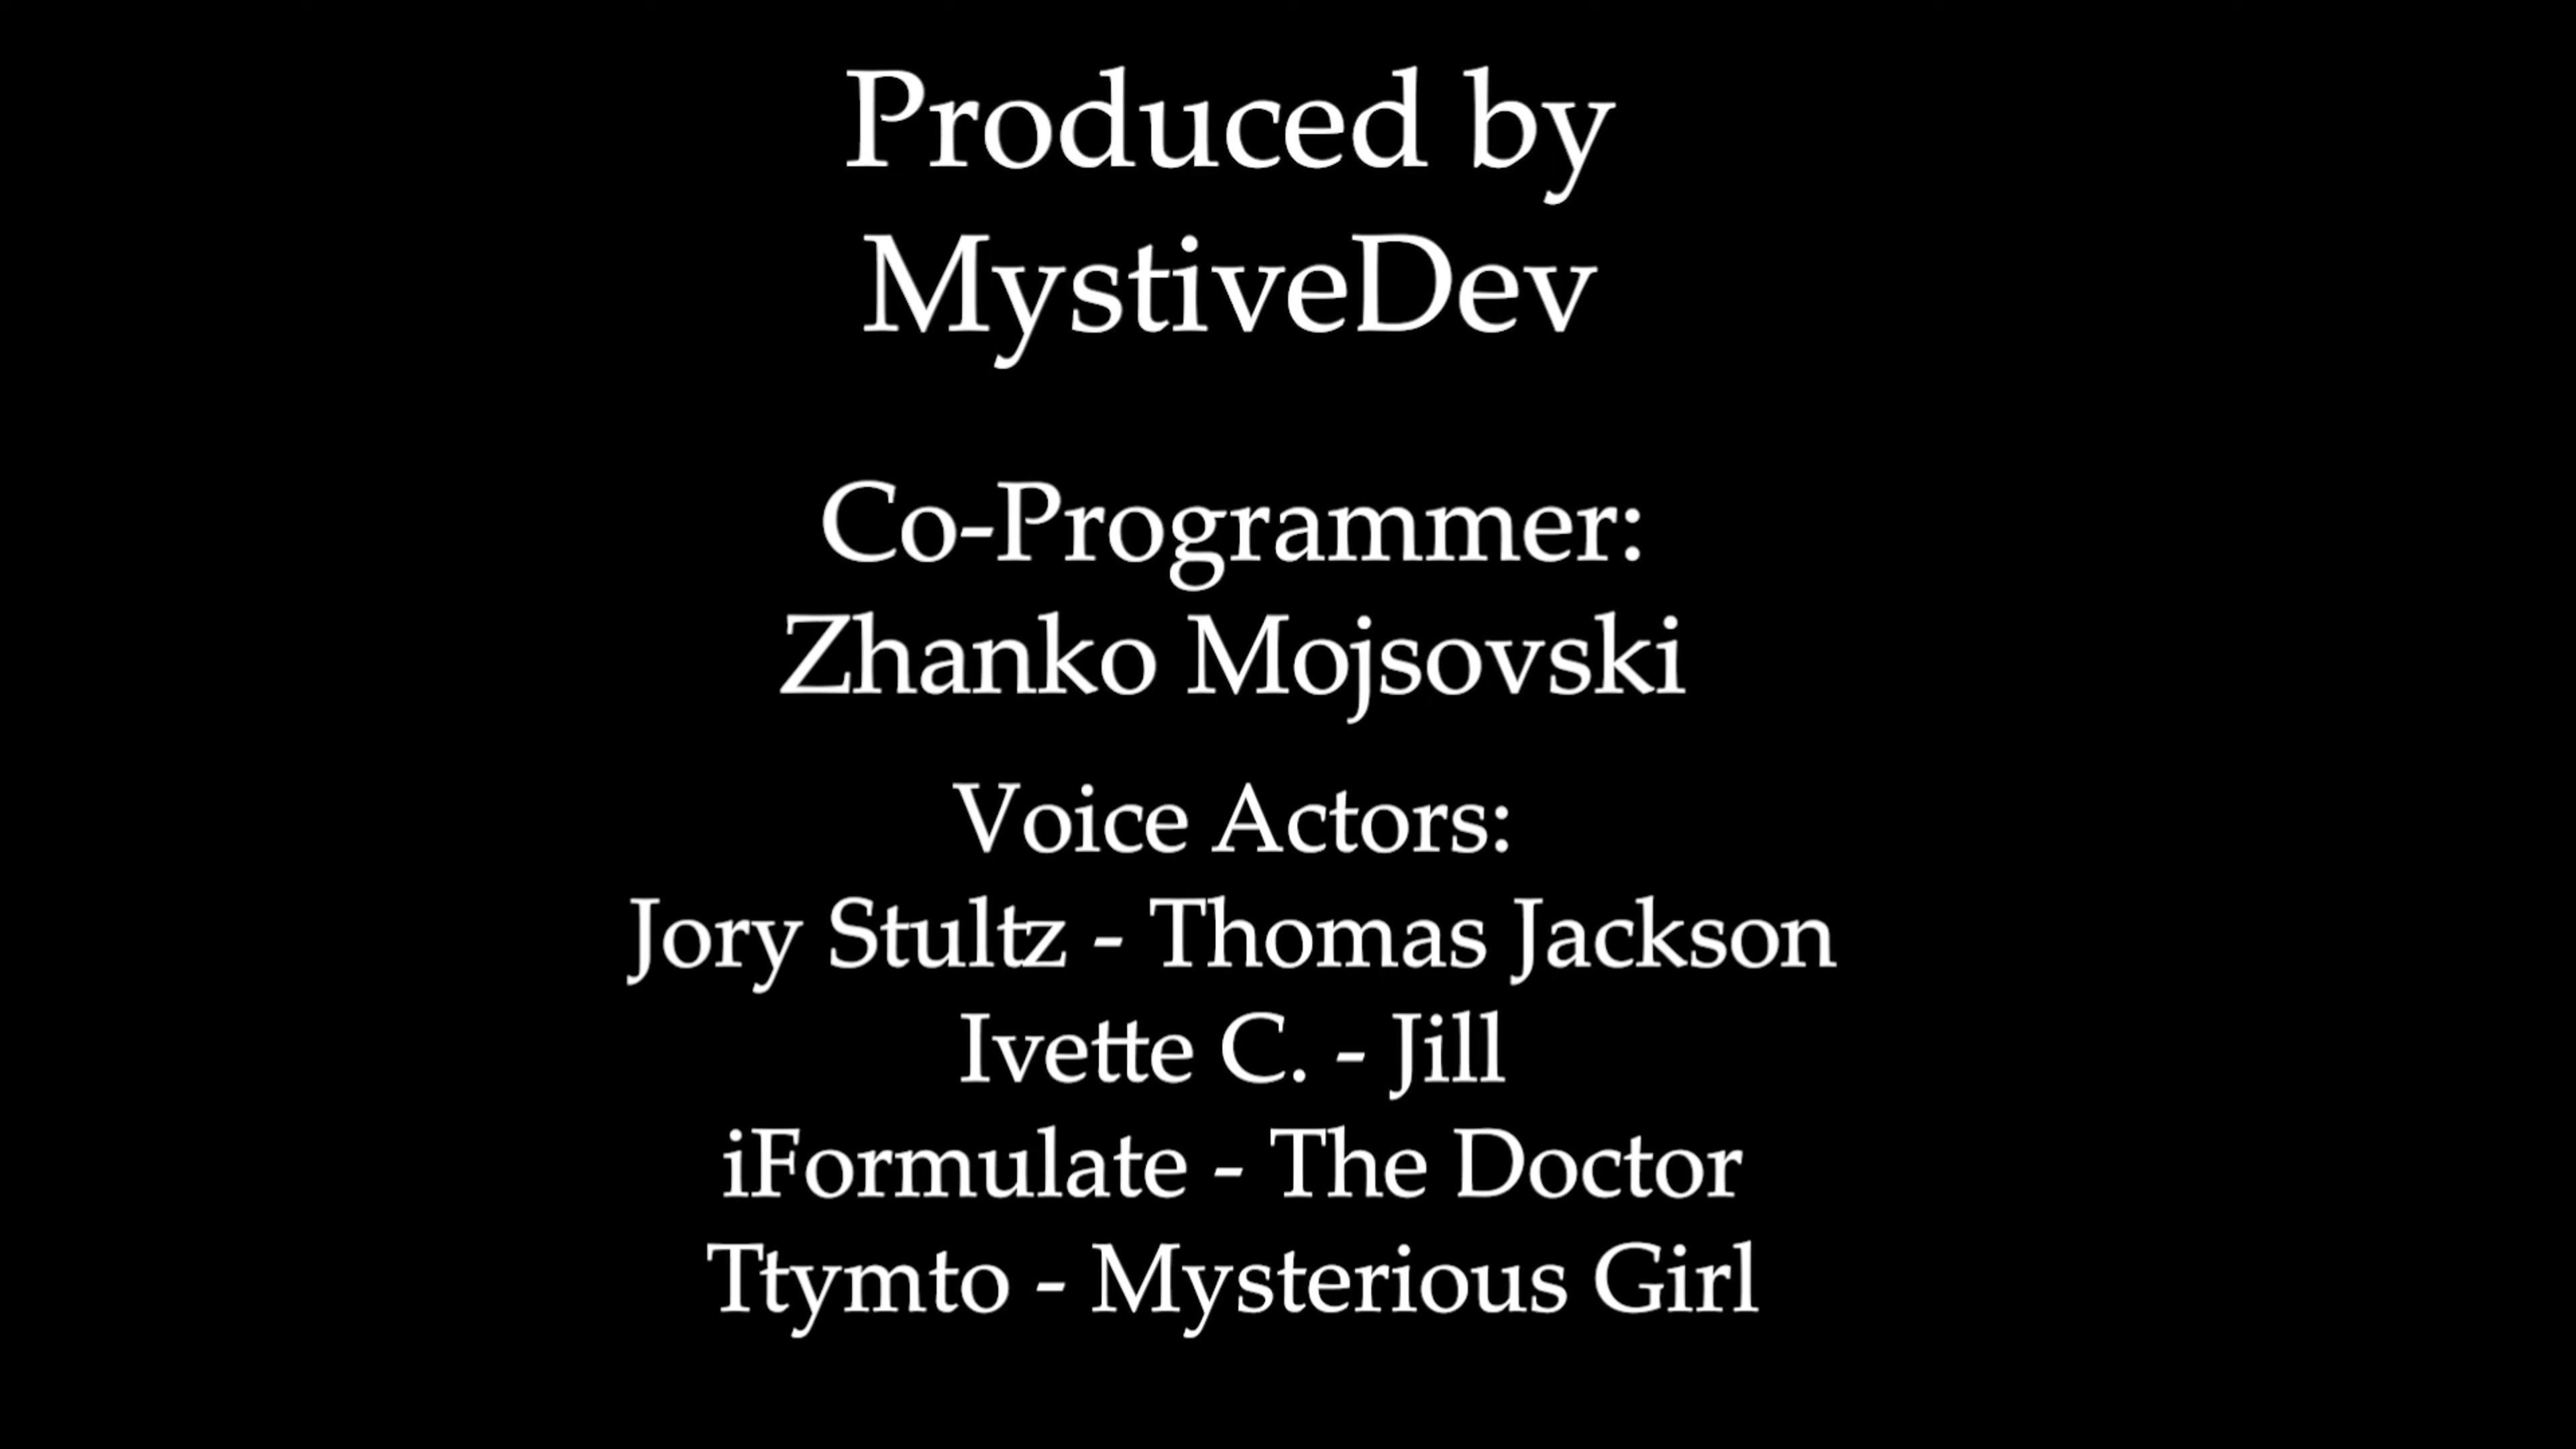 Produced by
MystiveDev
Co-Programmer:
Zhanko Mojsovski
Voice Actors:
Jory Stultz - Thomas Jackson
Ivette C. - Jill
iFormulate - The Doctor
Ttymto - Mysterious Girl